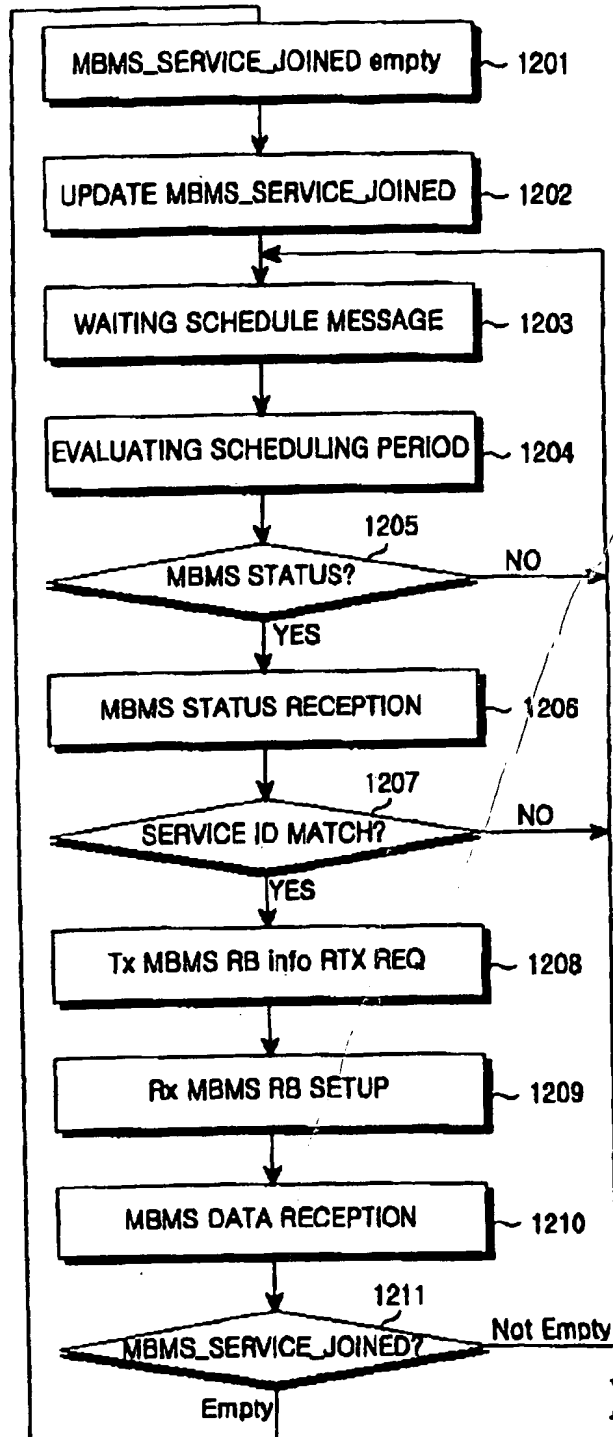 MBMS_SERVICE_JOINED empty 1201
UPDATE MBMS_SERVICE_JOINED 1202
WAITING SCHEDULE MESSAGE 1203
EVALUATING SCHEDULING PERIOD 1204
1205
MBMS STATUS? NO
YES
MBMS STATUS RECEPTION 1206
1207
SERVICE ID MATCH? NO
YES
Tx MBMS RB info RTX REQ 1208
Rx MBMS RB SETUP 1209
MBMS DATA RECEPTION 1210
1211
MBMS_SERVICE_JOINED? Not Empty
Empty